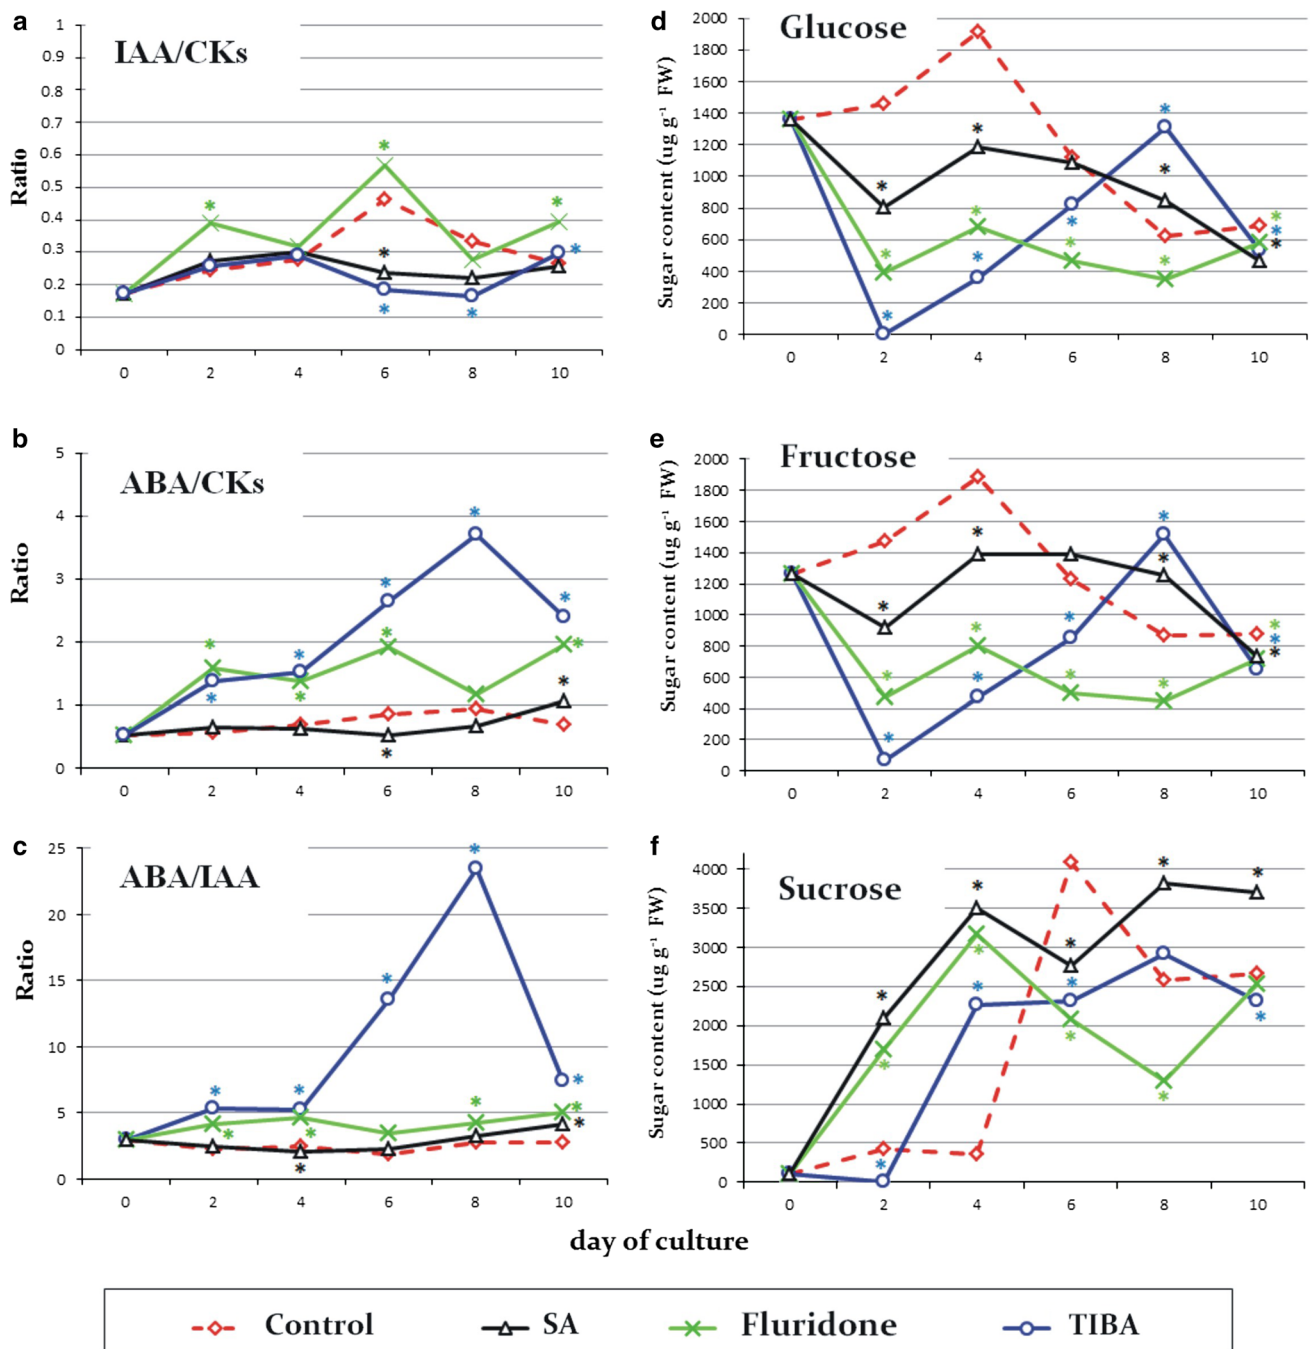 a
IAA/CKs
Ratio
1
0.9
0.8
0.7
0.6
0.5
0.4
0.3
0.2
0.1
0
0 2 4 6 8 10
b
ABA/CKs
Ratio
5
4
3
2
1
0
0 2 4 6 8 10
c
ABA/IAA
Ratio
25
20
15
10
5
0
0 2 4 6 8 10
d
Glucose
Sugar content (ug g⁻¹ FW)
2000
1800
1600
1400
1200
1000
800
600
400
200
0
0 2 4 6 8 10
e
Fructose
Sugar content (ug g⁻¹ FW)
2000
1800
1600
1400
1200
1000
800
600
400
200
0
0 2 4 6 8 10
f
Sucrose
Sugar content (ug g⁻¹ FW)
4000
3500
3000
2500
2000
1500
1000
500
0
0 2 4 6 8 10
day of culture
Control SA Fluridone TIBA